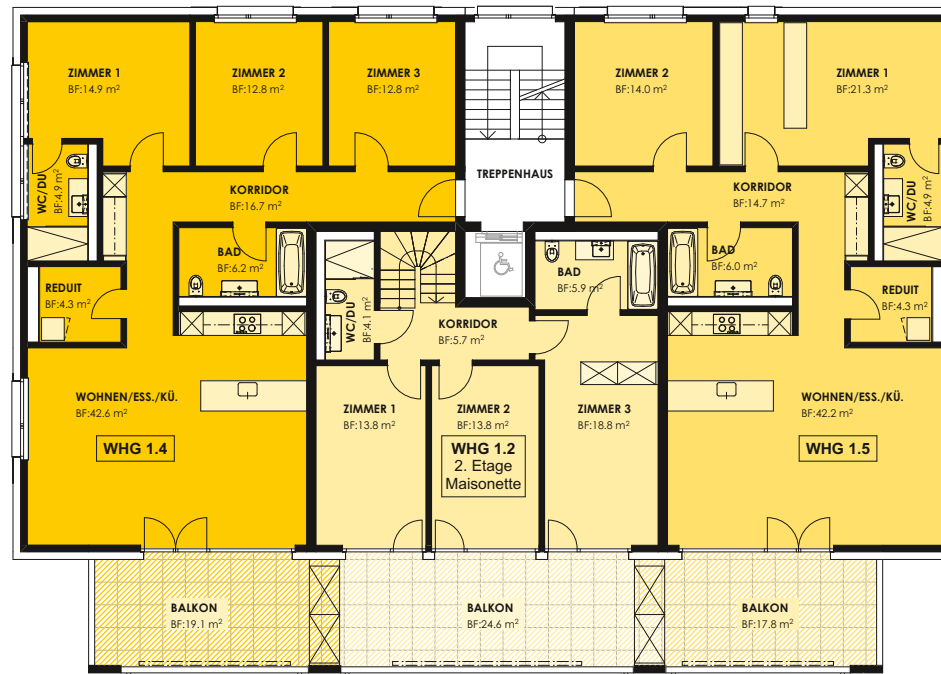 ZIMMER 1
BF:14.9 m²
ZIMMER 2
BF:12.8 m²
ZIMMER 3
BF:12.8 m²
ZIMMER 2
BF:14.0 m²
ZIMMER 1
BF:21.3 m²
TREPPENHAUS
WC/DU
BF:4.9 m²
KORRIDOR
BF:16.7 m²
KORRIDOR
BF:14.7 m²
WC/DU
BF:4.9 m²
BAD
BF:6.2 m²
BAD
BF:5.9 m²
BAD
BF:6.0 m²
REDUIT
BF:4.3 m²
WC/DU
BF:4.1 m²
KORRIDOR
BF:5.7 m²
REDUIT
BF:4.3 m²
WOHNEN/ESS./KÜ.
BF:42.6 m²
WHG 1.4
ZIMMER 1
BF:13.8 m²
ZIMMER 2
BF:13.8 m²
WHG 1.2
2. Etage
Maisonette
ZIMMER 3
BF:18.8 m²
WOHNEN/ESS./KÜ.
BF:42.2 m²
WHG 1.5
BALKON
BF:19.1 m²
BALKON
BF:24.6 m²
BALKON
BF:17.8 m²